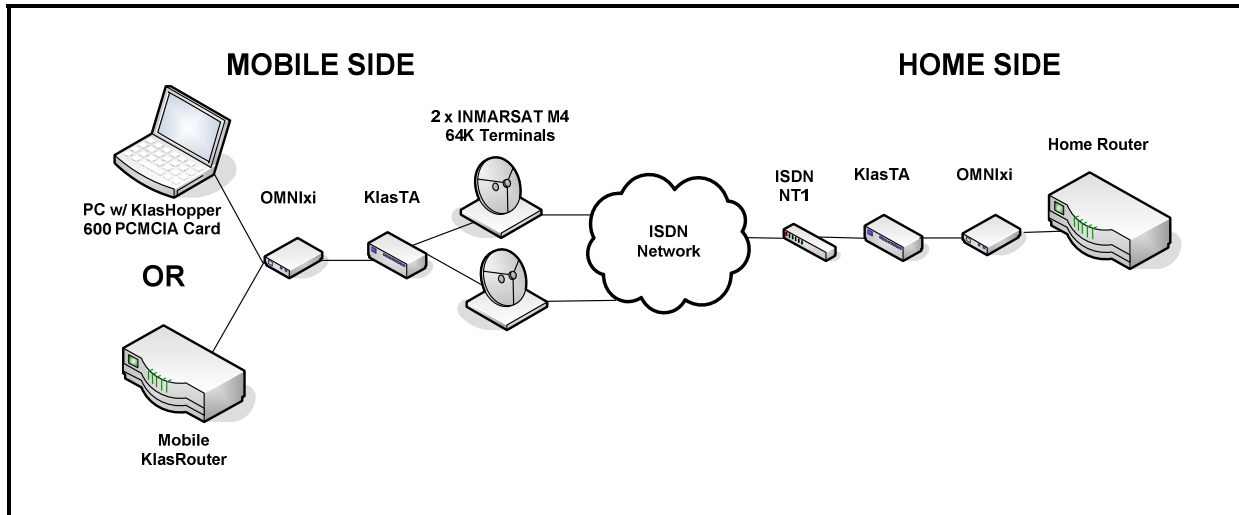 MOBILE SIDE
HOME SIDE
2 x INMARSAT M4
64K Terminals
Home Router
OMNIxi
KlasTA
ISDN
NT1
KlasTA
OMNIxi
PC w/ KlasHopper
600 PCMCIA Card
ISDN
Network
OR
Mobile
KlasRouter